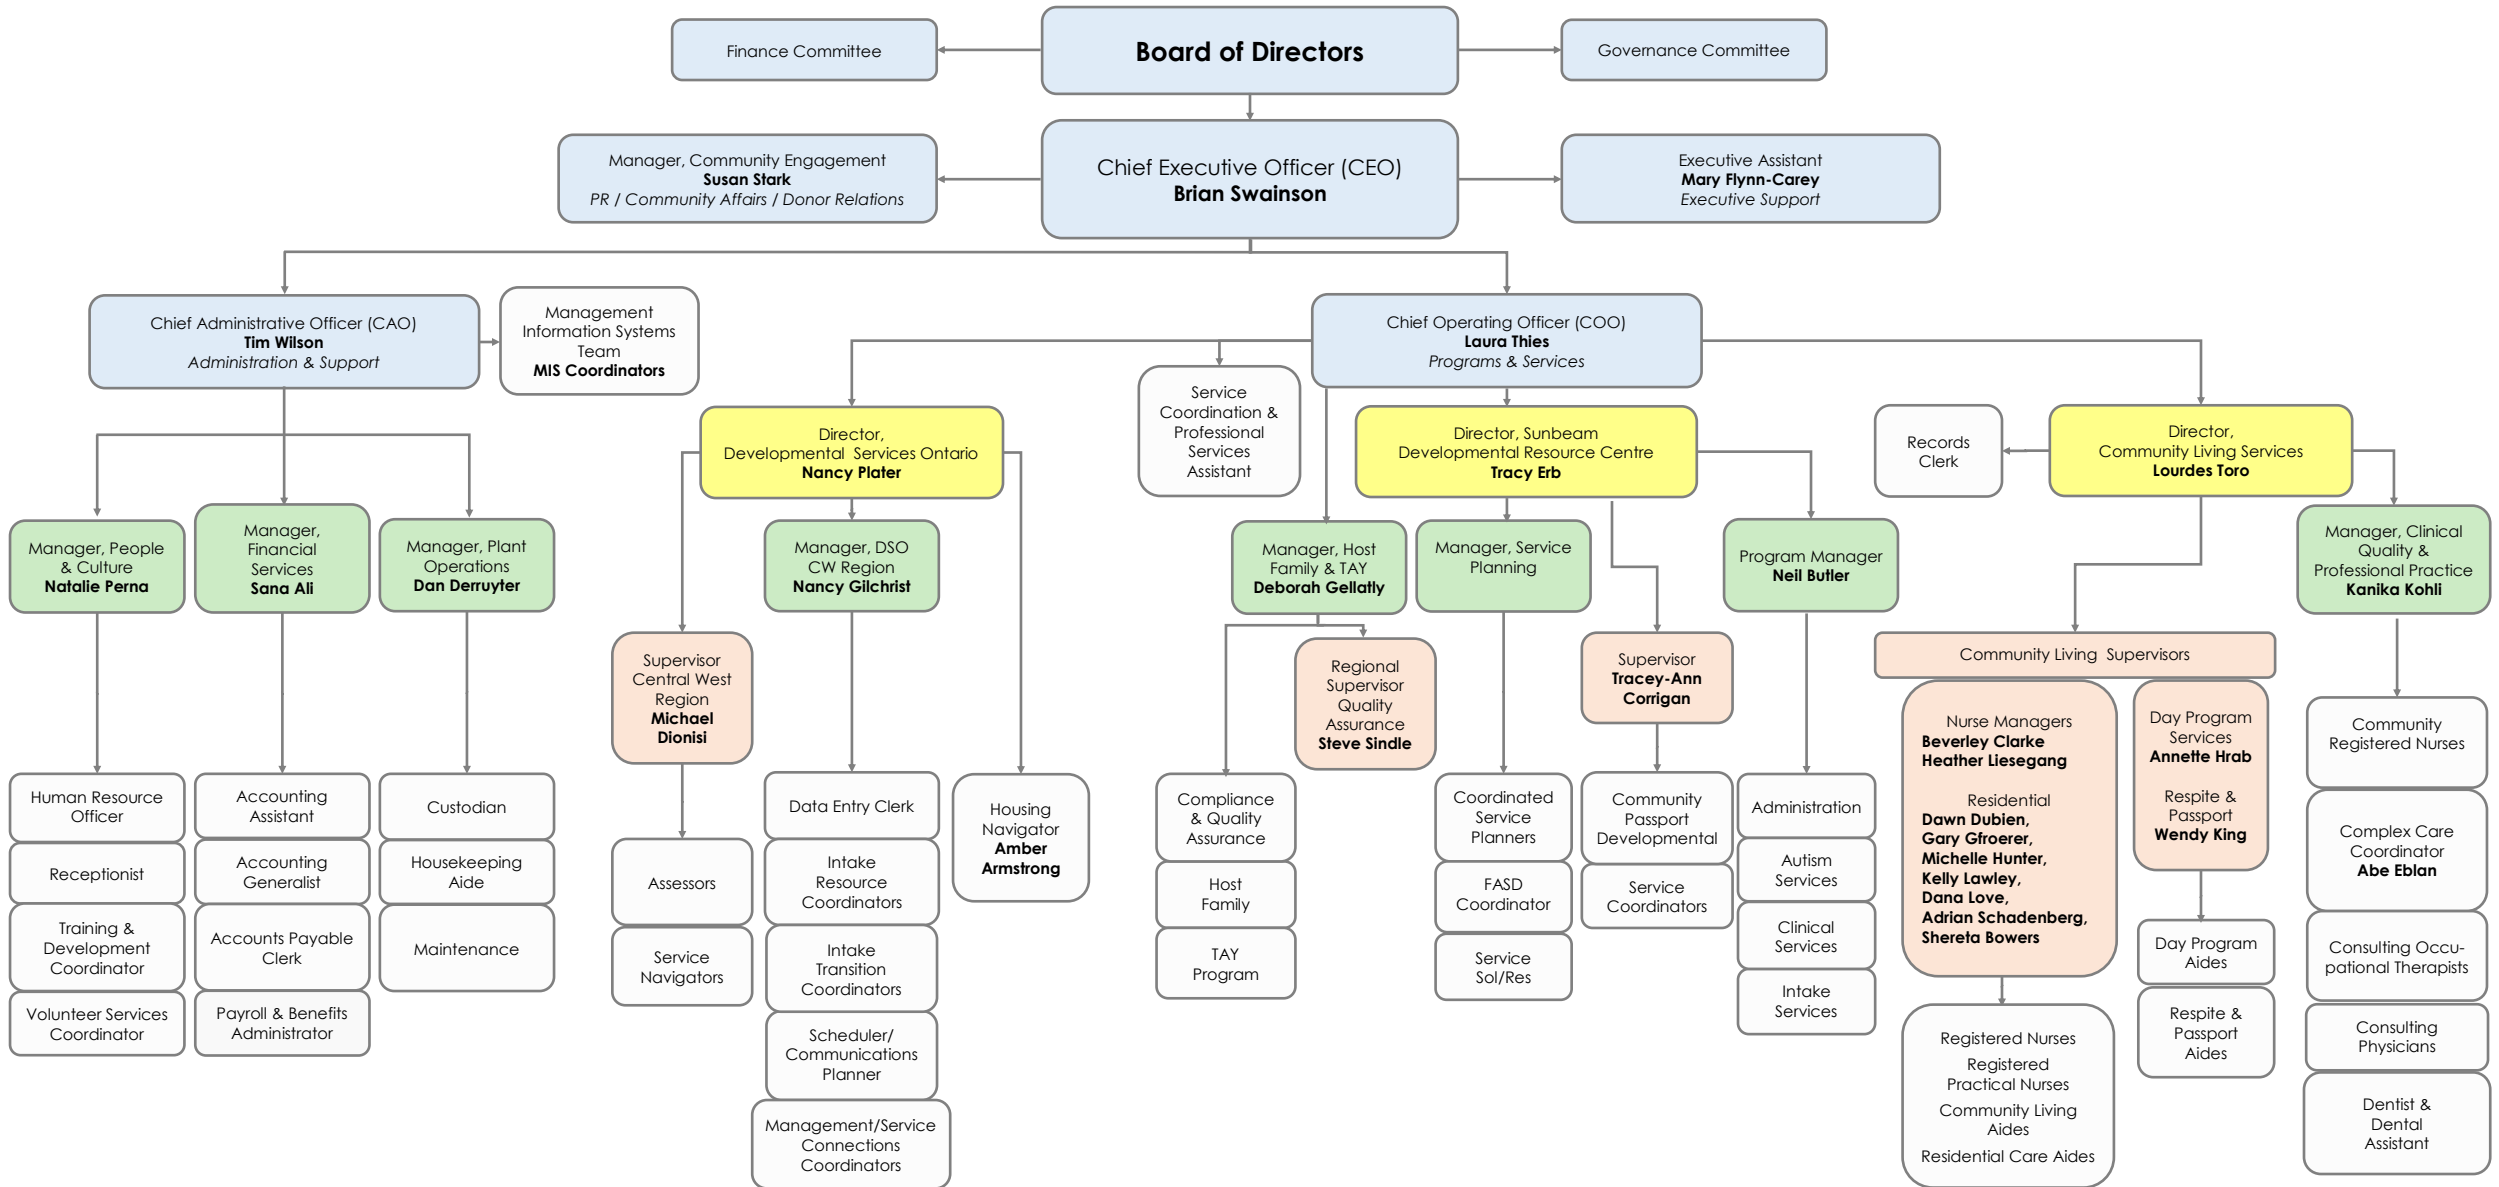 Finance Committee
Board of Directors
Governance Committee
Manager, Community Engagement
Susan Stark
PR / Community Affairs / Donor Relations
Chief Executive Officer (CEO)
Brian Swainson
Executive Assistant
Mary Flynn-Carey
Executive Support
Chief Administrative Officer (CAO)
Tim Wilson
Administration & Support
Management
Information Systems
Team
MIS Coordinators
Chief Operating Officer (COO)
Laura Thies
Programs & Services
Director,
Developmental  Services Ontario
Nancy Plater
Service
Coordination &
Professional
Services
Assistant
Director, Sunbeam
Developmental Resource Centre
Tracy Erb
Records
Clerk
Director,
Community Living Services
Lourdes Toro
Manager, People
& Culture
Natalie Perna
Manager,
Financial
Services
Sana Ali
Manager, Plant
Operations
Dan Derruyter
Manager, DSO
CW Region
Nancy Gilchrist
Manager, Host
Family & TAY
Deborah Gellatly
Manager, Service
Planning
Program Manager
Neil Butler
Manager, Clinical
Quality &
Professional Practice
Kanika Kohli
Supervisor
Central West
Region
Michael
Dionisi
Regional
Supervisor
Quality
Assurance
Steve Sindle
Supervisor
Tracey-Ann
Corrigan
Community Living  Supervisors
Nurse Managers
Beverley Clarke
Heather Liesegang
Residential
Dawn Dubien,
Gary Gfroerer,
Michelle Hunter,
Kelly Lawley,
Dana Love,
Adrian Schadenberg,
Shereta Bowers
Day Program
Services
Annette Hrab
Respite &
Passport
Wendy King
Human Resource
Officer
Receptionist
Training &
Development
Coordinator
Volunteer Services
Coordinator
Accounting
Assistant
Accounting
Generalist
Accounts Payable
Clerk
Payroll & Benefits
Administrator
Custodian
Housekeeping
Aide
Maintenance
Assessors
Service
Navigators
Data Entry Clerk
Intake
Resource
Coordinators
Intake
Transition
Coordinators
Scheduler/
Communications
Planner
Management/Service
Connections
Coordinators
Housing
Navigator
Amber
Armstrong
Compliance
& Quality
Assurance
Host
Family
TAY
Program
Coordinated
Service
Planners
FASD
Coordinator
Service
Sol/Res
Community
Passport
Developmental
Service
Coordinators
Administration
Autism
Services
Clinical
Services
Intake
Services
Registered Nurses
Registered
Practical Nurses
Community Living
Aides
Residential Care Aides
Day Program
Aides
Respite &
Passport
Aides
Community
Registered Nurses
Complex Care
Coordinator
Abe Eblan
Consulting Occu-
pational Therapists
Consulting
Physicians
Dentist &
Dental
Assistant